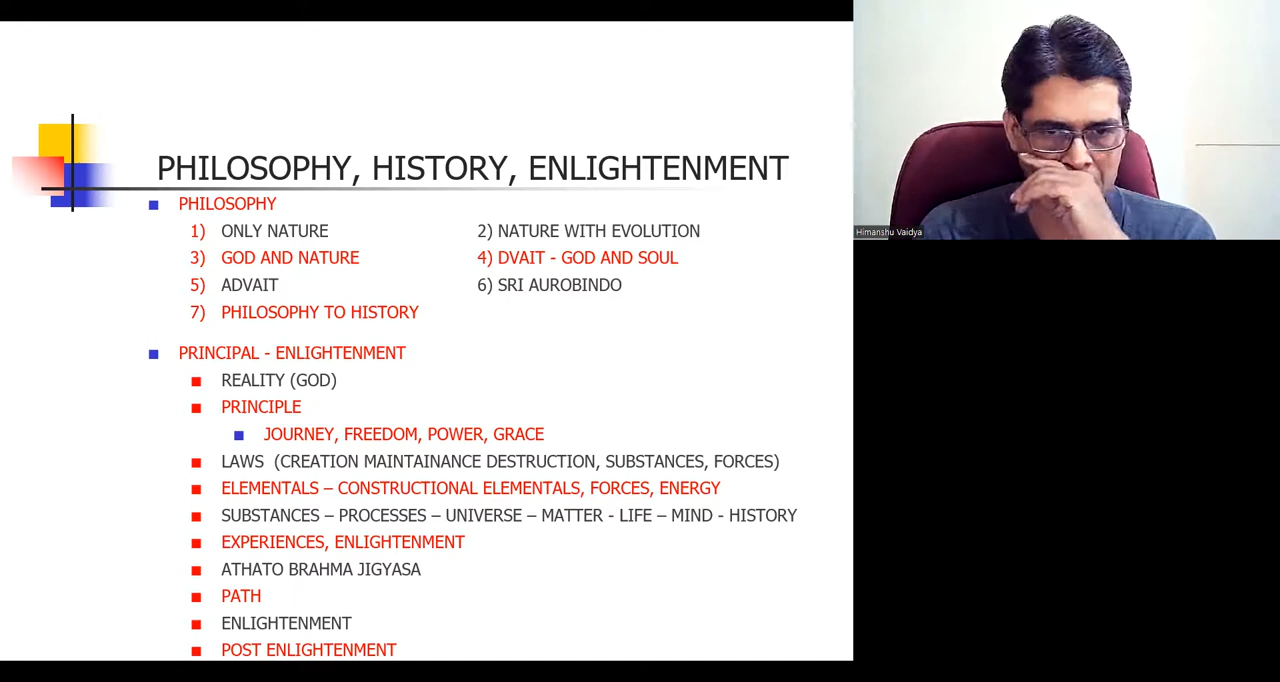 PHILOSOPHY, HISTORY, ENLIGHTENMENT
PHILOSOPHY
1) ONLY NATURE 2) NATURE WITH EVOLUTION
3) GOD AND NATURE 4) DVAIT - GOD AND SOUL
5) ADVAIT 6) SRI AUROBINDO
7) PHILOSOPHY TO HISTORY
PRINCIPAL - ENLIGHTENMENT
REALITY (GOD)
PRINCIPLE
JOURNEY, FREEDOM, POWER, GRACE
LAWS (CREATION MAINTAINANCE DESTRUCTION, SUBSTANCES, FORCES)
ELEMENTALS – CONSTRUCTIONAL ELEMENTALS, FORCES, ENERGY
SUBSTANCES – PROCESSES – UNIVERSE – MATTER - LIFE – MIND - HISTORY
EXPERIENCES, ENLIGHTENMENT
ATHATO BRAHMA JIGYASA
PATH
ENLIGHTENMENT
POST ENLIGHTENMENT
Himanshu Vaidya